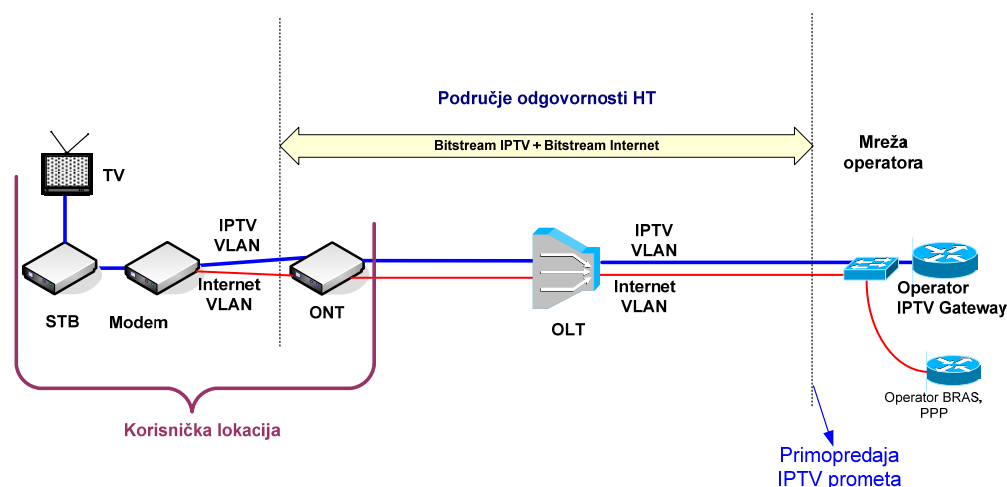 Područje odgovornosti HT
Bitstream IPTV + Bitstream Internet
Mreža
operatora
TV
IPTV
VLAN
Internet
VLAN
STB
Modem
ONT
OLT
IPTV
VLAN
Internet
VLAN
Operator
IPTV Gateway
Operator BRAS,
PPP
Korisnička lokacija
Primopredaja
IPTV prometa